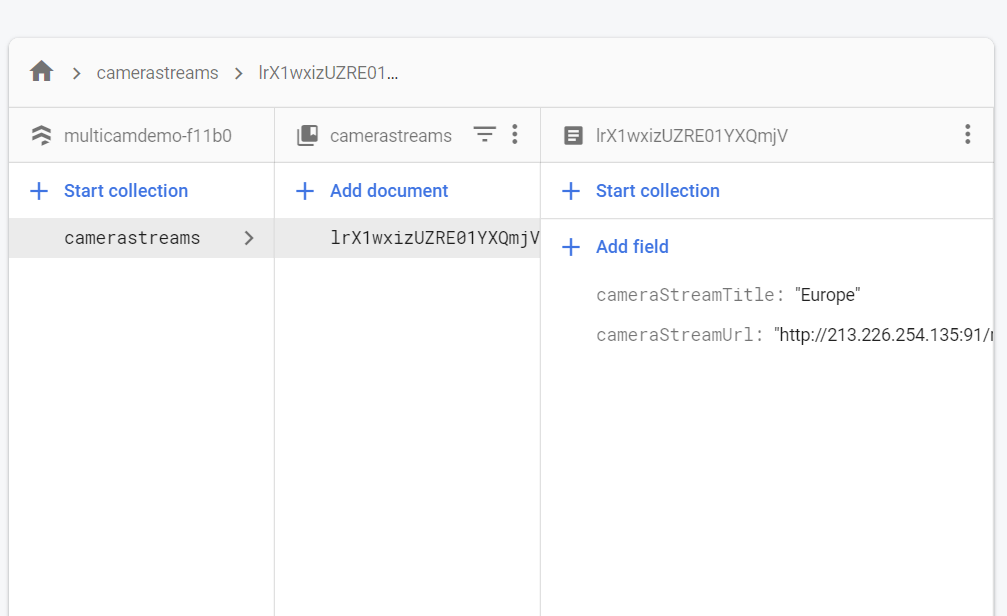 camerastreams
lrX1wxizUZRE01...
multicamdemo-f11b0
camerastreams
lrX1wxizUZRE01YXQmjV
Start collection
Add document
Start collection
camerastreams
lrX1wxizUZRE01YXQmjV
Add field
cameraStreamTitle: "Europe"
cameraStreamUrl: "http://213.226.254.135:91/